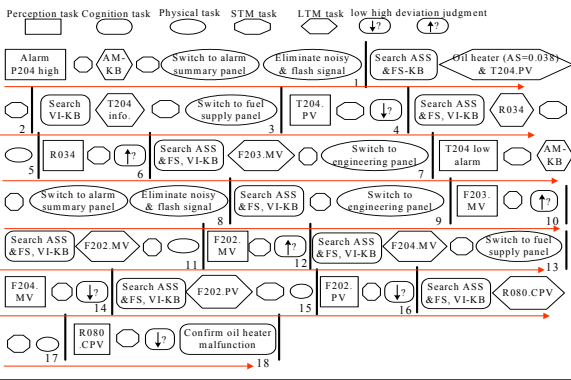 Perception task Cognition task Physical task STM task LTM task low high deviation judgment
↓? ↑?
Alarm P204 high
AM-KB
Switch to alarm summary panel
Eliminate noisy & flash signal
1
Search ASS &FS-KB
Oil heater (AS=0.038) & T204.PV
2
Search VI-KB
T204 info.
Switch to fuel supply panel
3
T204. PV
↓?
4
Search ASS &FS, VI-KB
R034
5
R034
↑?
6
Search ASS &FS, VI-KB
F203.MV
Switch to engineering panel
7
T204 low alarm
AM-KB
Switch to alarm summary panel
Eliminate noisy & flash signal
8
Search ASS &FS, VI-KB
Switch to engineering panel
9
F203. MV
↑?
10
Search ASS &FS, VI-KB
F202.MV
11
F202. MV
↑?
12
Search ASS &FS, VI-KB
F204.MV
Switch to fuel supply panel
13
F204. MV
↓?
14
Search ASS &FS, VI-KB
F202.PV
15
F202. PV
↓?
16
Search ASS &FS, VI-KB
R080.CPV
17
R080 .CPV
↓?
Confirm oil heater malfunction
18